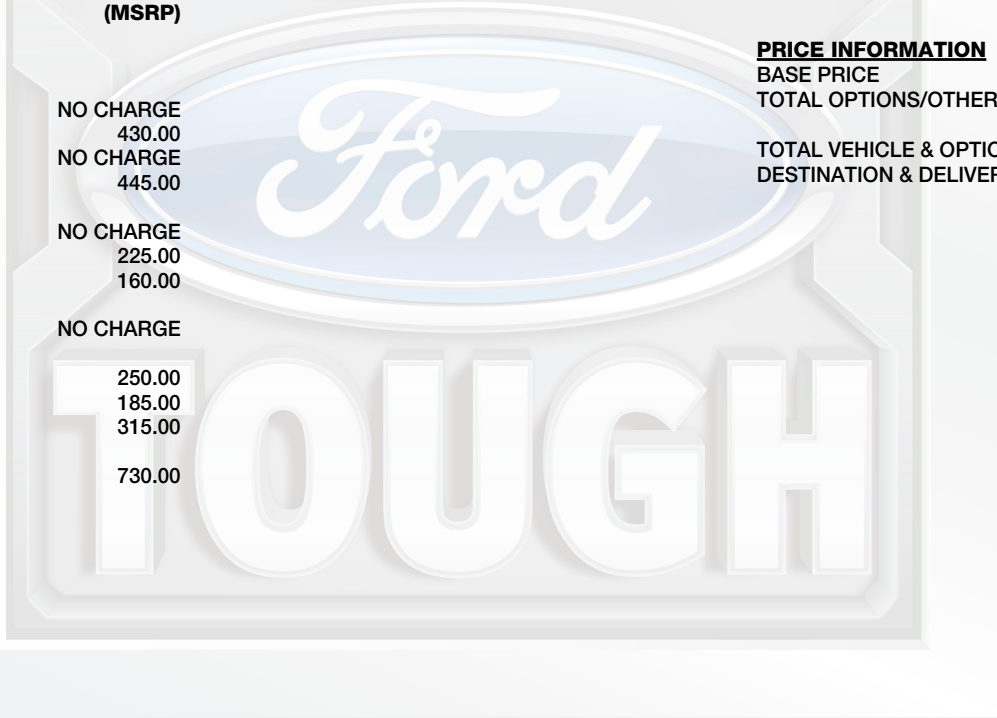 (MSRP)
NO CHARGE
430.00
NO CHARGE
445.00
NO CHARGE
225.00
160.00
NO CHARGE
250.00
185.00
315.00
730.00
PRICE INFORMATION
BASE PRICE
TOTAL OPTIONS/OTHER
TOTAL VEHICLE & OPTIO
DESTINATION & DELIVER
Ford
TOUGH